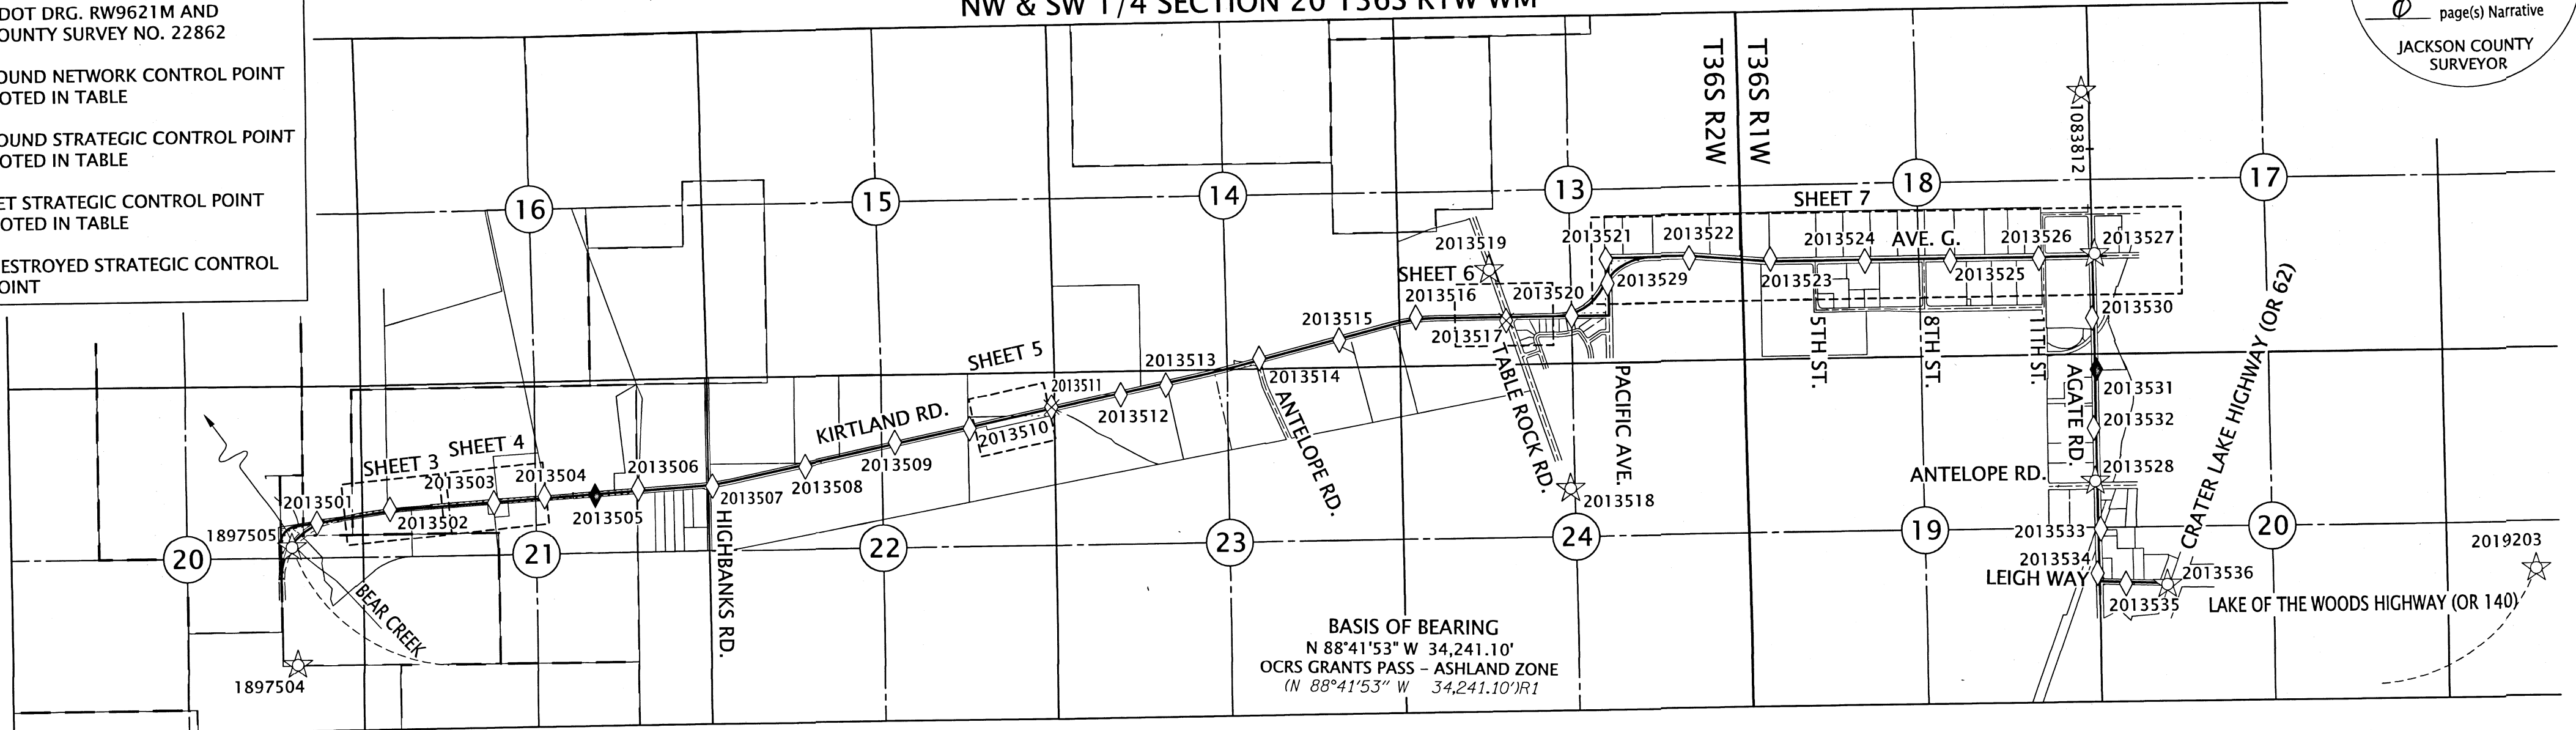 NW & SW 1/4 SECTION 20 T36S R1W WM
DOT DRG. RW9621M AND
OUNTY SURVEY NO. 22862
OUND NETWORK CONTROL POINT
OTED IN TABLE
OUND STRATEGIC CONTROL POINT
OTED IN TABLE
ET STRATEGIC CONTROL POINT
OTED IN TABLE
ESTROYED STRATEGIC CONTROL
OINT
page(s) Narrative
JACKSON COUNTY
SURVEYOR
T36S R2W
T36S R1W
1083812
16
15
14
13
18
17
SHEET 7
2013519
2013521
2013522
2013524
AVE. G.
2013526
2013527
SHEET 6
2013516
2013520
2013529
2013523
2013525
2013530
2013515
2013517
SHEET 5
2013513
2013514
2013511
2013512
TABLE ROCK RD.
PACIFIC AVE.
5TH ST.
8TH ST.
11TH ST.
AGATE RD.
2013531
2013532
CRATER LAKE HIGHWAY (OR 62)
KIRTLAND RD.
2013510
2013509
ANTELOPE RD.
SHEET 3
SHEET 4
2013503
2013504
2013506
2013508
2013507
2013505
2013501
2013502
1897505
2013518
ANTELOPE RD.
2013528
2013533
2013534
LEIGH WAY
2013536
2013535
2019203
LAKE OF THE WOODS HIGHWAY (OR 140)
20
21
22
23
24
19
20
HIGHBANKS RD.
BEAR CREEK
1897504
BASIS OF BEARING
N 88°41'53" W 34,241.10'
OCRS GRANTS PASS - ASHLAND ZONE
(N 88°41'53" W 34,241.10')R1